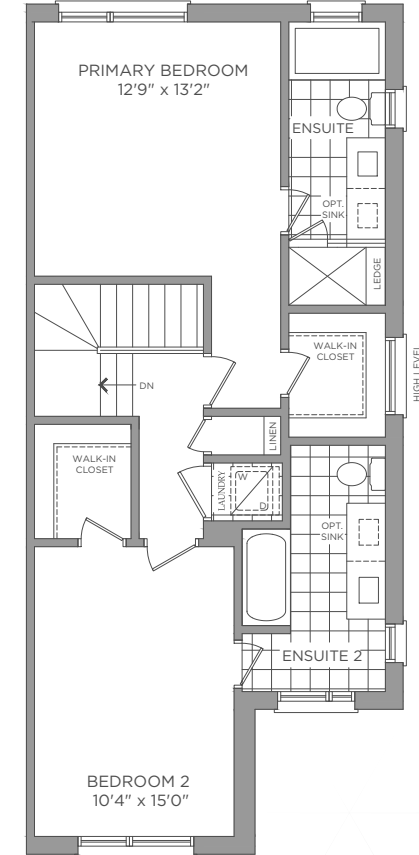 PRIMARY BEDROOM
12'9" x 13'2"
ENSUITE
OPT.
SINK
LEDGE
WALK-IN
CLOSET
HIGH LEVEL
DN
LINEN
WALK-IN
CLOSET
LAUNDRY
W
D
OPT.
SINK
ENSUITE 2
BEDROOM 2
10'4" x 15'0"